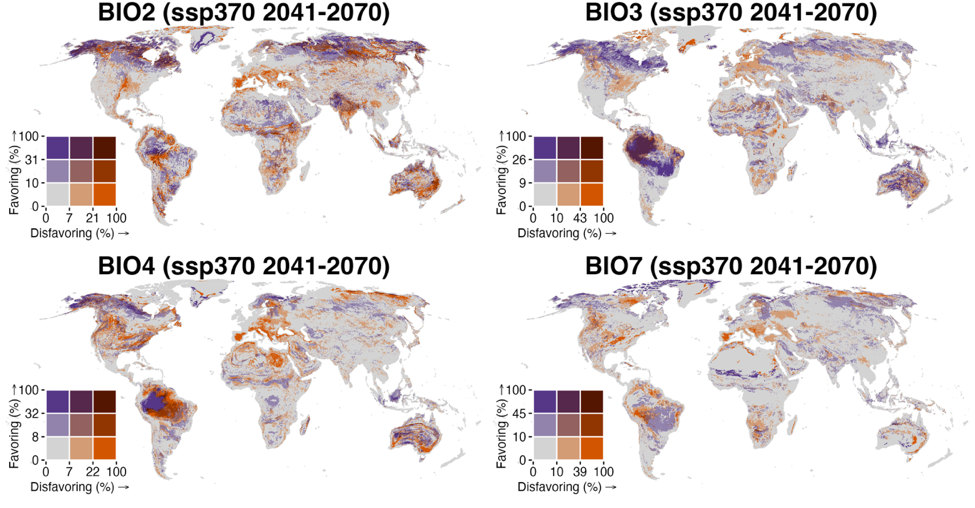 BIO2 (ssp370 2041-2070)
BIO3 (ssp370 2041-2070)
Favoring (%)
↑100
31
10
0
0 7 21 100
Disfavoring (%) →
Favoring (%)
↑100
26
9
0
0 10 43 100
Disfavoring (%) →
BIO4 (ssp370 2041-2070)
BIO7 (ssp370 2041-2070)
Favoring (%)
↑100
32
8
0
0 7 22 100
Disfavoring (%) →
Favoring (%)
↑100
45
10
0
0 10 39 100
Disfavoring (%) →